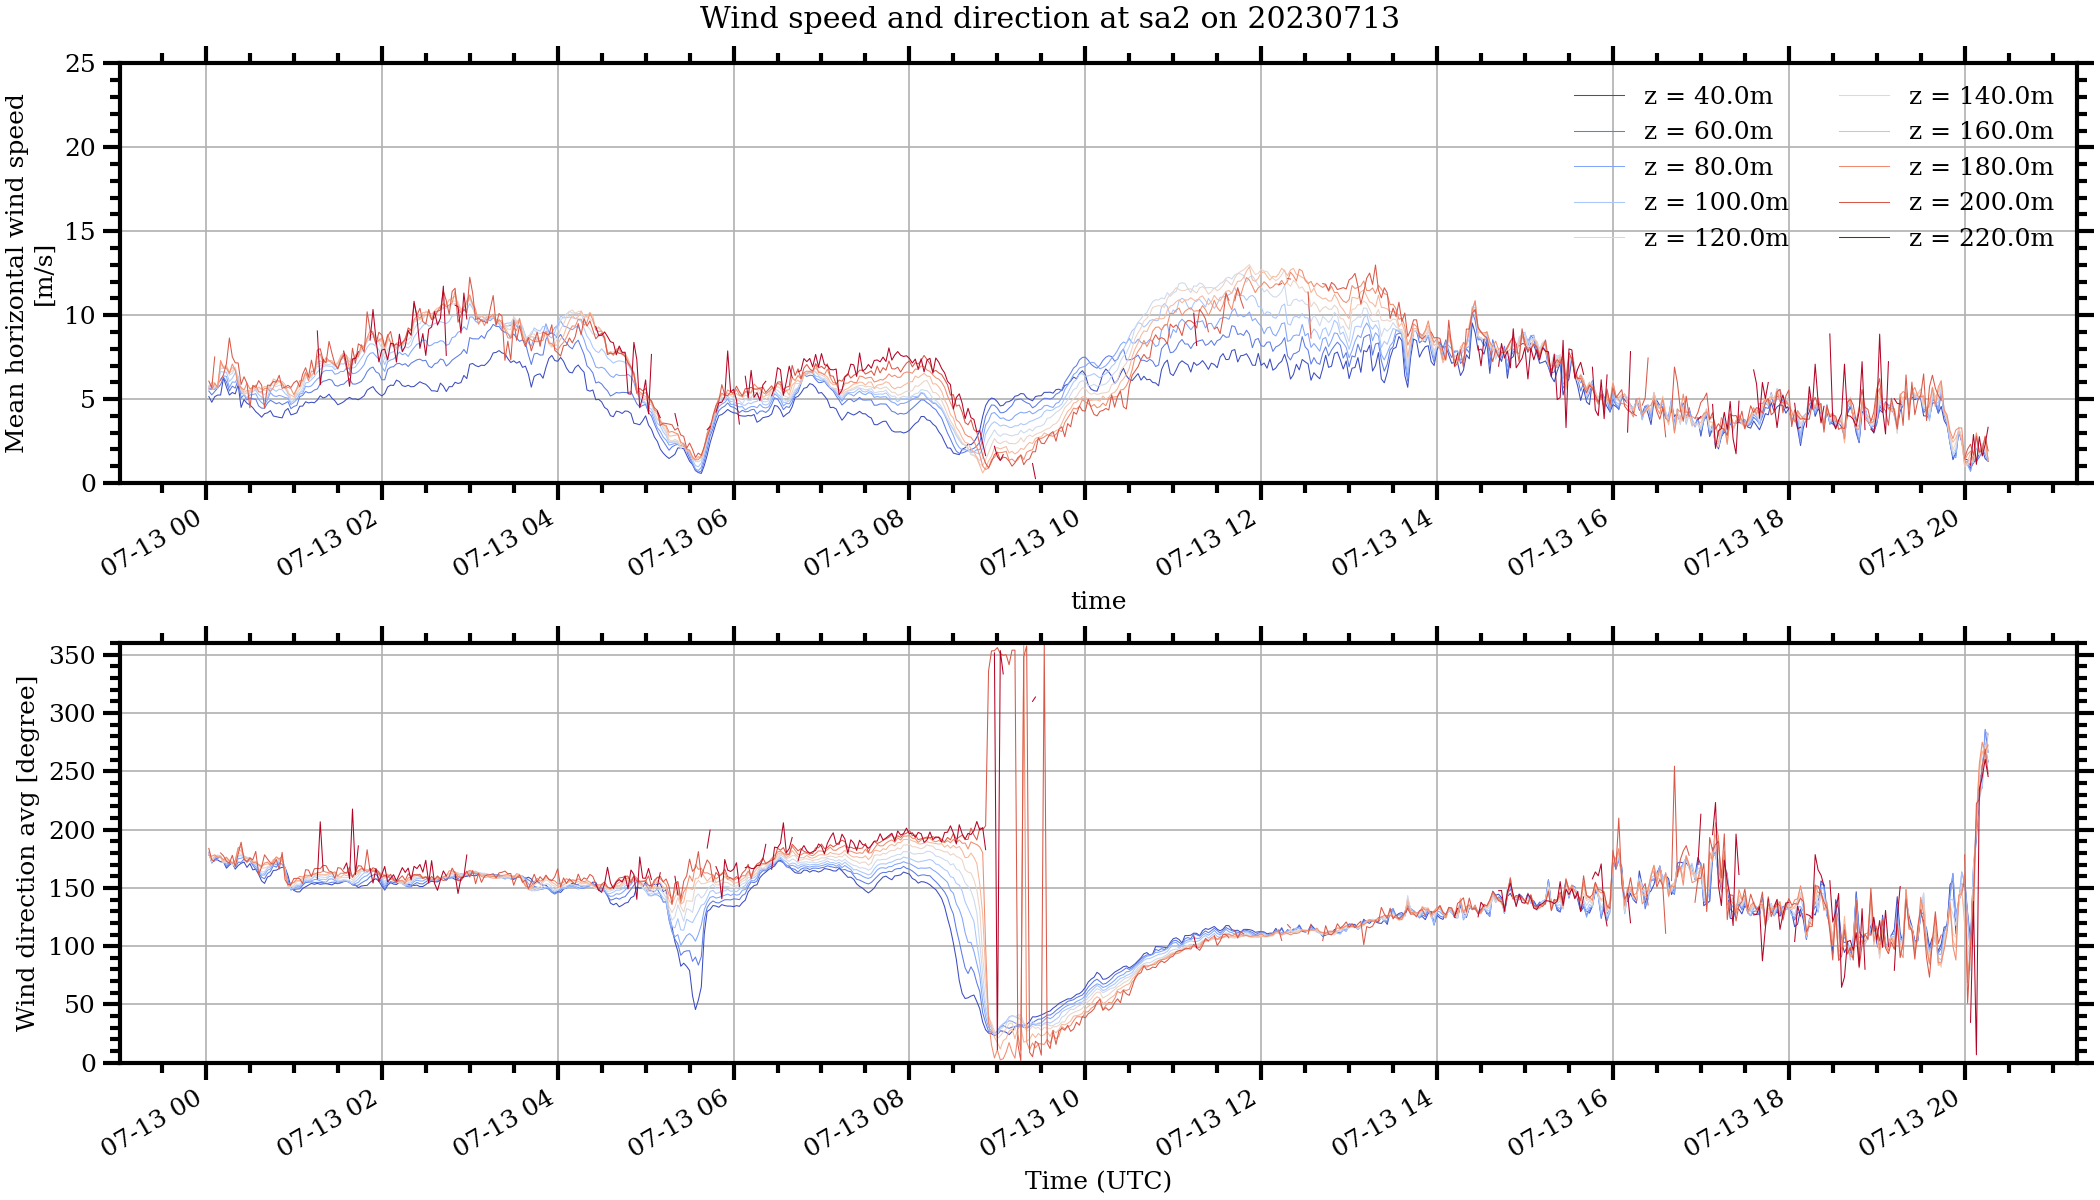 Wind speed and direction at sa2 on 20230713
Mean horizontal wind speed
[m/s]
25
20
15
10
5
0
z = 40.0m
z = 60.0m
z = 80.0m
z = 100.0m
z = 120.0m
z = 140.0m
z = 160.0m
z = 180.0m
z = 200.0m
z = 220.0m
07-13 00
07-13 02
07-13 04
07-13 06
07-13 08
07-13 10
07-13 12
07-13 14
07-13 16
07-13 18
07-13 20
time
Wind direction avg [degree]
350
300
250
200
150
100
50
0
07-13 00
07-13 02
07-13 04
07-13 06
07-13 08
07-13 10
07-13 12
07-13 14
07-13 16
07-13 18
07-13 20
Time (UTC)